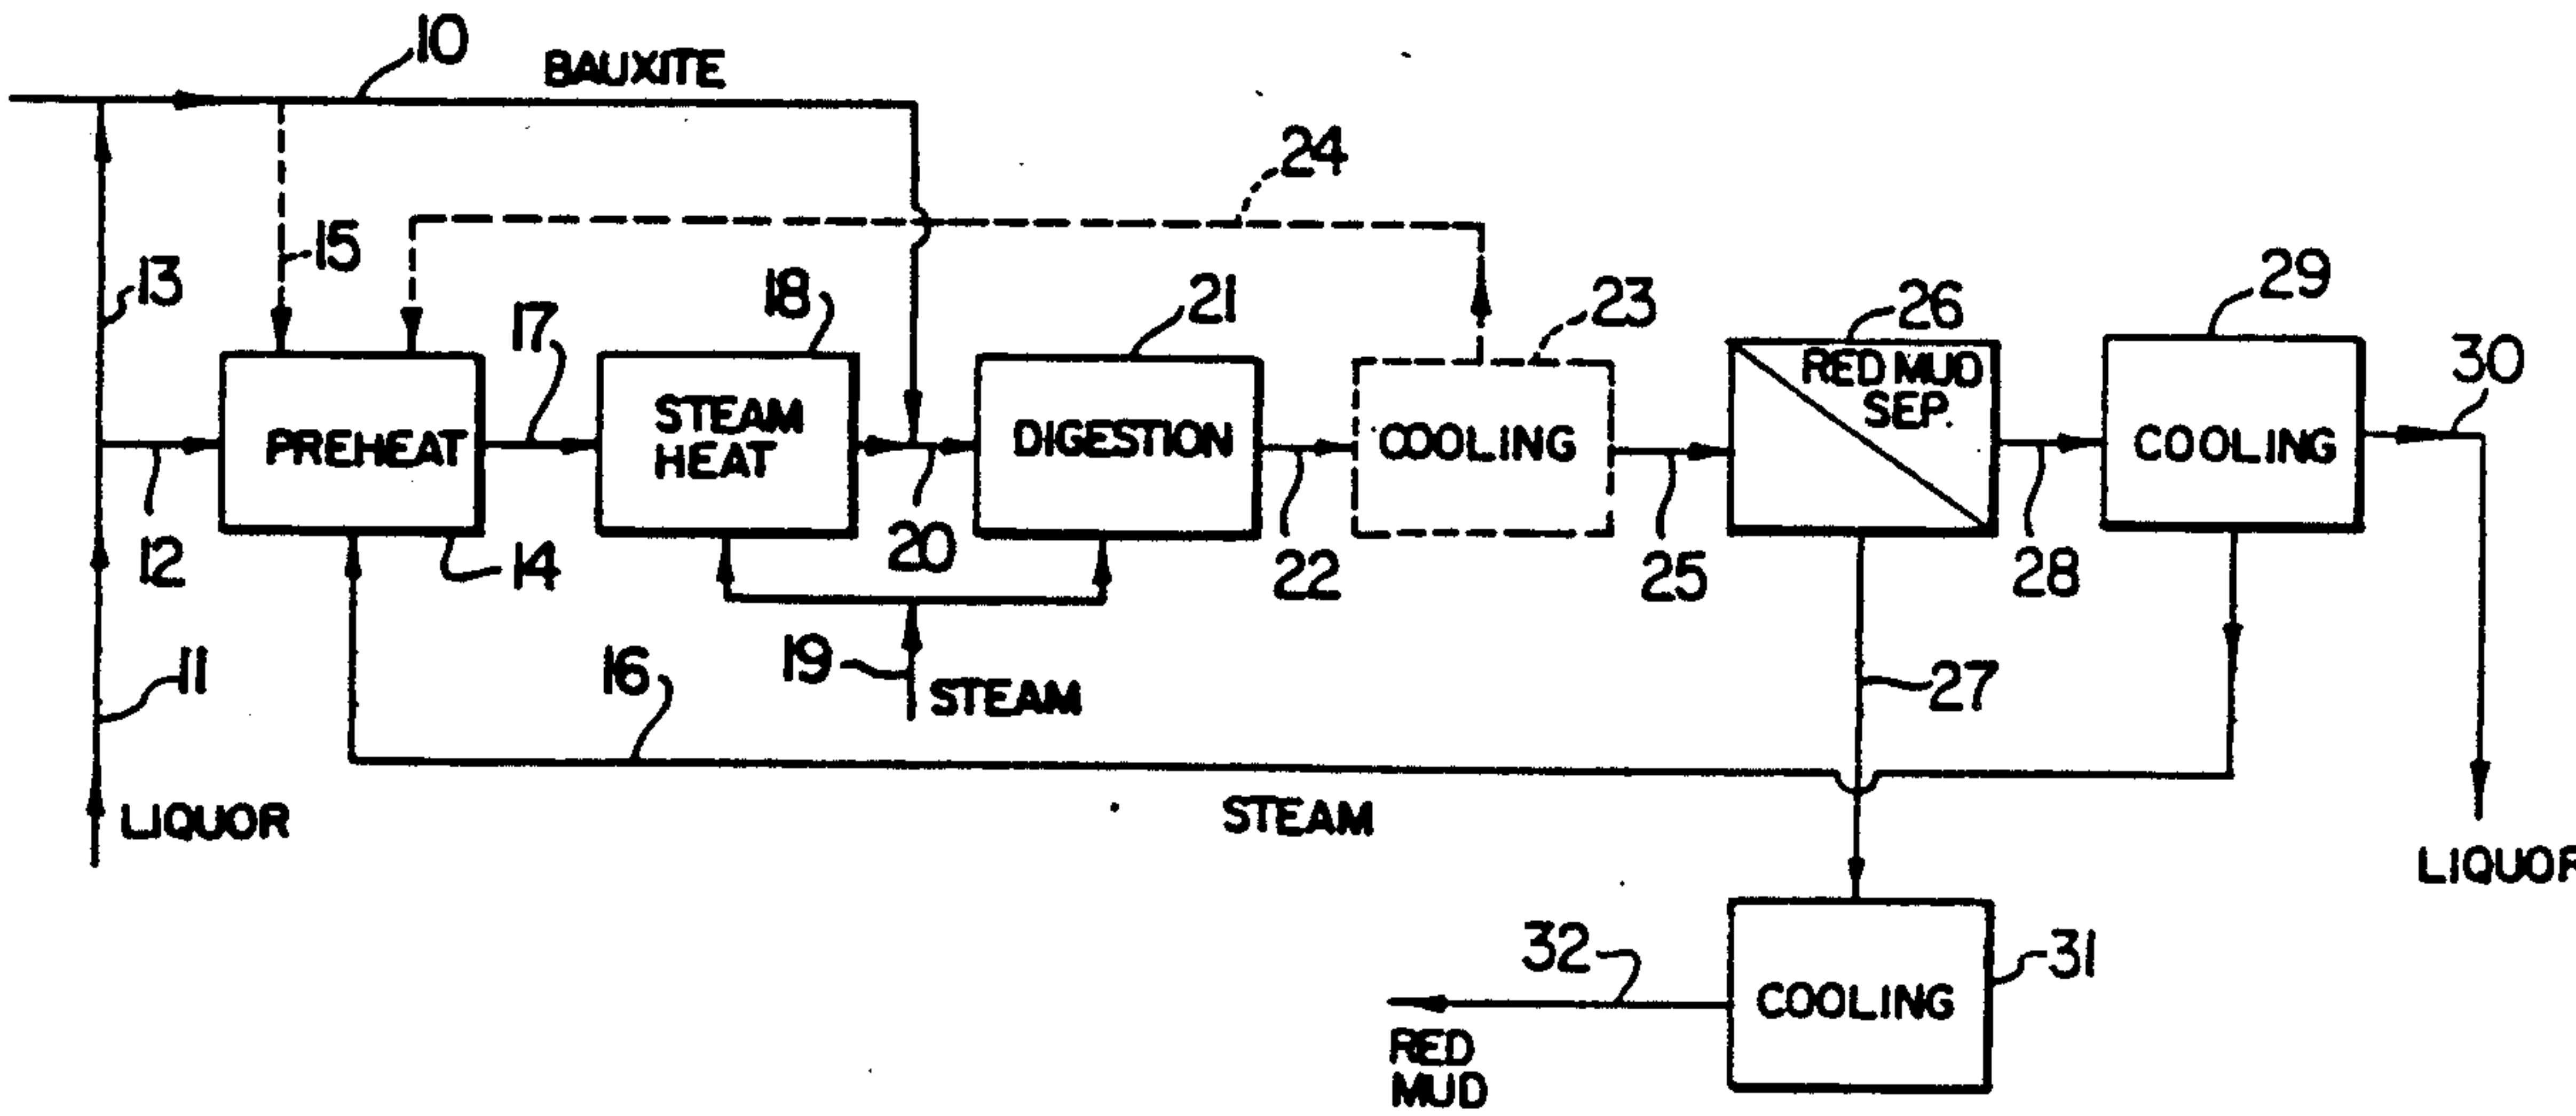 10
BAUXITE
24
13
15
17
18
21
23
26
29
30
PREHEAT
STEAM
HEAT
DIGESTION
COOLING
RED MUD
SEP.
COOLING
12
14
20
22
25
28
11
16
19
STEAM
27
LIQUOR
STEAM
LIQUOR
32
31
COOLING
RED
MUD